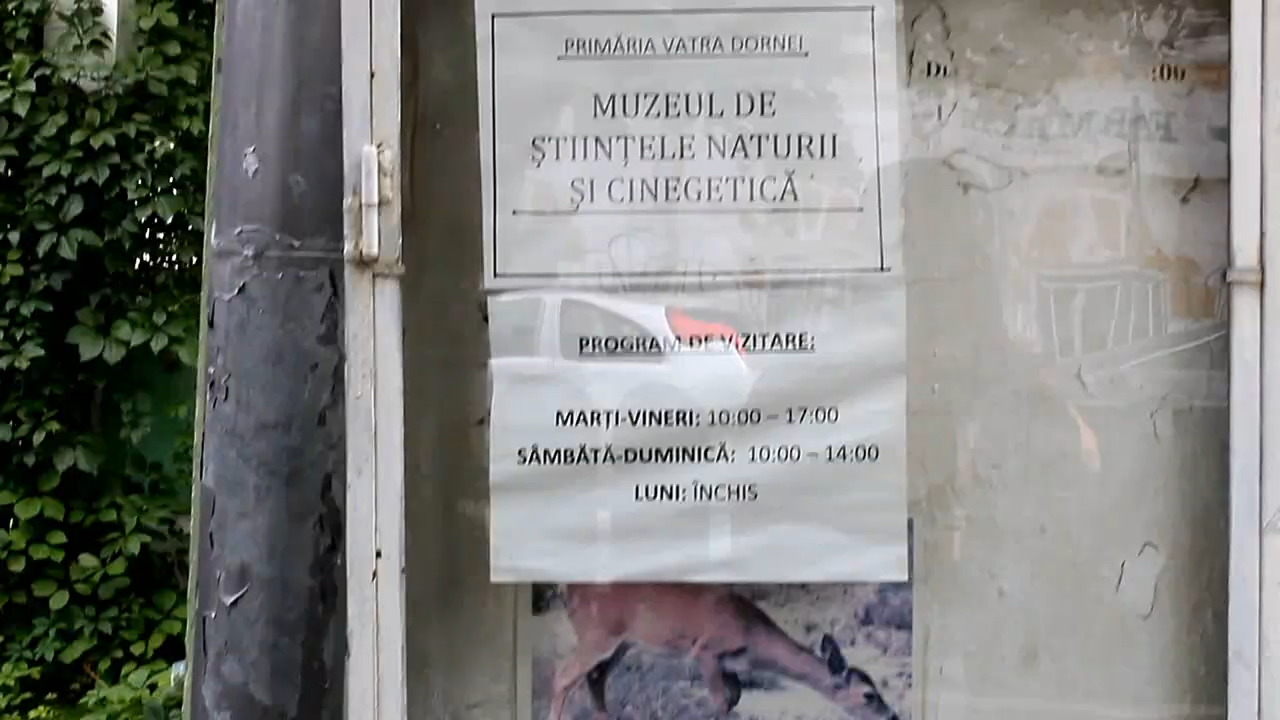 PRIMĂRIA VATRA DORNEI
MUZEUL DE
ŞTIINŢELE NATURII
ŞI CINEGETICĂ
PROGRAM DE VIZITARE:
MARȚI-VINERI: 10:00 – 17:00
SÂMBĂTĂ-DUMINICĂ: 10:00 – 14:00
LUNI: ÎNCHIS